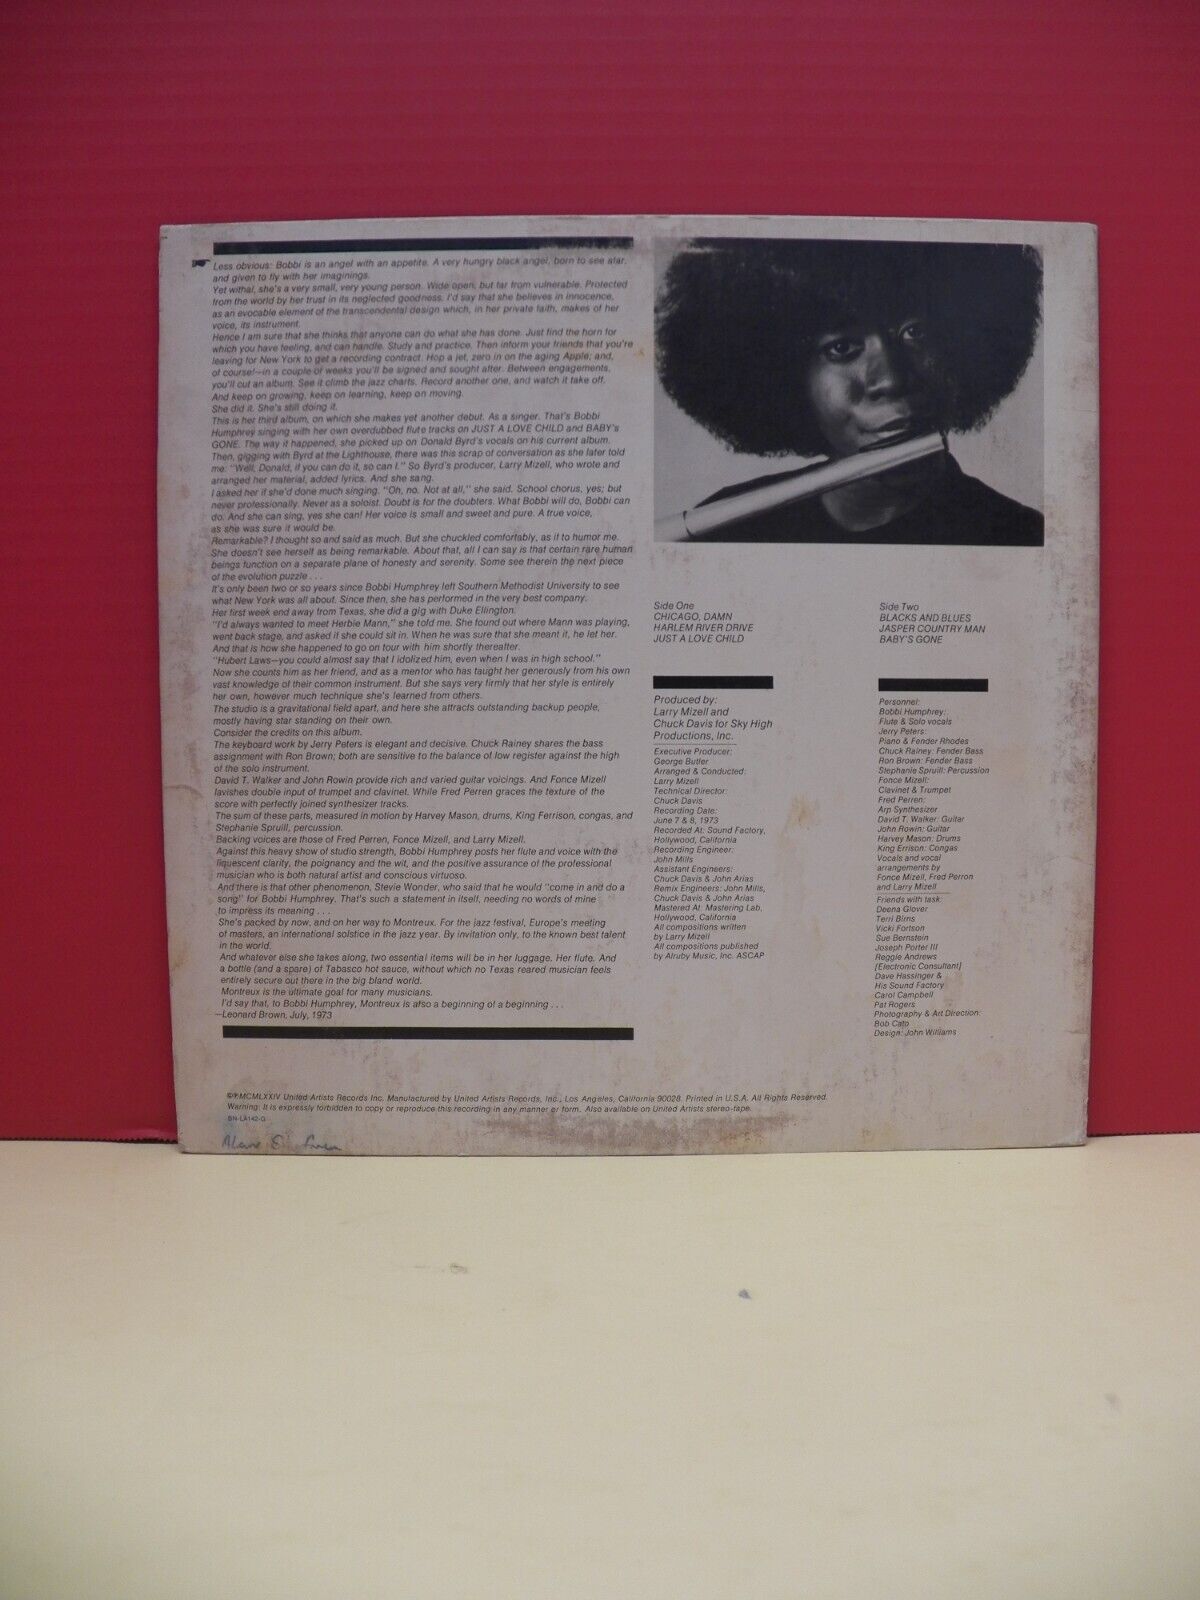 Less obvious: Bobbi is an angel with an appetite. A very hungry black angel, born to see star,
and given to fly with her imaginings.
Yet withal, she's a very small, very young person. Wide open, but far from vulnerable. Protected
from the world by her trust in its neglected goodness. I'd say that she believes in innocence,
as an evocable element of the transcendental design which, in her private faith, makes of her
voice, its instrument.
Hence I am sure that she thinks that anyone can do what she has done. Just find the horn for
which you have feeling, and can handle. Study and practice. Then inform your friends that you're
leaving for New York to get a recording contract. Hop a jet, zero in on the aging Apple; and,
of course!—in a couple of weeks you'll be signed and sought after. Between engagements,
you'll cut an album. See it climb the jazz charts. Record another one, and watch it take off.
And keep on growing, keep on learning, keep on moving.
She did it. She's still doing it.
This is her third album, on which she makes yet another debut. As a singer. That's Bobbi
Humphrey singing with her own overdubbed flute tracks on JUST A LOVE CHILD and BABY's
GONE. The way it happened, she picked up on Donald Byrd's vocals on his current album.
Then, gigging with Byrd at the Lighthouse, there was this scrap of conversation as she later told
me: "Well, Donald, if you can do it, so can I." So Byrd's producer, Larry Mizell, who wrote and
arranged her material, added lyrics. And she sang.
I asked her if she'd done much singing. "Oh, no. Not at all," she said. School chorus, yes; but
never professionally. Never as a soloist. Doubt is for the doubters. What Bobbi will do, Bobbi can
do. And she can sing, yes she can! Her voice is small and sweet and pure. A true voice,
as she was sure it would be.
Remarkable? I thought so and said as much. But she chuckled comfortably, as if to humor me.
She doesn't see herself as being remarkable. About that, all I can say is that certain rare human
beings function on a separate plane of honesty and serenity. Some see therein the next piece
of the evolution puzzle . . .
It's only been two or so years since Bobbi Humphrey left Southern Methodist University to see
what New York was all about. Since then, she has performed in the very best company.
Her first week end away from Texas, she did a gig with Duke Ellington.
"I'd always wanted to meet Herbie Mann," she told me. She found out where Mann was playing,
went back stage, and asked if she could sit in. When he was sure that she meant it, he let her.
And that is how she happened to go on tour with him shortly thereafter.
"Hubert Laws—you could almost say that I idolized him, even when I was in high school."
Now she counts him as her friend, and as a mentor who has taught her generously from his own
vast knowledge of their common instrument. But she says very firmly that her style is entirely
her own, however much technique she's learned from others.
The studio is a gravitational field apart, and here she attracts outstanding backup people,
mostly having star standing on their own.
Consider the credits on this album.
The keyboard work by Jerry Peters is elegant and decisive. Chuck Rainey shares the bass
assignment with Ron Brown; both are sensitive to the balance of low register against the high
of the solo instrument.
David T. Walker and John Rowin provide rich and varied guitar voicings. And Fonce Mizell
lavishes double input of trumpet and clavinet. While Fred Perren graces the texture of the
score with perfectly joined synthesizer tracks.
The sum of these parts, measured in motion by Harvey Mason, drums, King Ferrison, congas, and
Stephanie Spruill, percussion.
Backing voices are those of Fred Perren, Fonce Mizell, and Larry Mizell.
Against this heavy show of studio strength, Bobbi Humphrey posts her flute and voice with the
liquescent clarity, the poignancy and the wit, and the positive assurance of the professional
musician who is both natural artist and conscious virtuoso.
And there is that other phenomenon, Stevie Wonder, who said that he would "come in and do a
song" for Bobbi Humphrey. That's such a statement in itself, needing no words of mine
to impress its meaning . . .
She's packed by now, and on her way to Montreux. For the jazz festival, Europe's meeting
of masters, an international solstice in the jazz year. By invitation only, to the known best talent
in the world.
And whatever else she takes along, two essential items will be in her luggage. Her flute. And
a bottle (and a spare) of Tabasco hot sauce, without which no Texas reared musician feels
entirely secure out there in the big bland world.
Montreux is the ultimate goal for many musicians.
I'd say that, to Bobbi Humphrey, Montreux is also a beginning of a beginning . . .
—Leonard Brown, July, 1973
Side One
CHICAGO, DAMN
HARLEM RIVER DRIVE
JUST A LOVE CHILD
Side Two
BLACKS AND BLUES
JASPER COUNTRY MAN
BABY'S GONE
Produced by:
Larry Mizell and
Chuck Davis for Sky High
Productions, Inc.
Executive Producer:
George Butler
Arranged & Conducted:
Larry Mizell
Technical Director:
Chuck Davis
Recording Date:
June 7 & 8, 1973
Recorded At: Sound Factory,
Hollywood, California
Recording Engineer:
John Mills
Assistant Engineers:
Chuck Davis & John Arias
Remix Engineers: John Mills,
Chuck Davis & John Arias
Mastered At: Mastering Lab,
Hollywood, California
All compositions written
by Larry Mizell
All compositions published
by Alruby Music, Inc. ASCAP
Personnel:
Bobbi Humphrey:
Flute & Solo vocals
Jerry Peters:
Piano & Fender Rhodes
Chuck Rainey: Fender Bass
Ron Brown: Fender Bass
Stephanie Spruill: Percussion
Fonce Mizell:
Clavinet & Trumpet
Fred Perren:
Arp Synthesizer
David T. Walker: Guitar
John Rowin: Guitar
Harvey Mason: Drums
King Errison: Congas
Vocals and vocal
arrangements by
Fonce Mizell, Fred Perron
and Larry Mizell
Friends with task:
Deena Glover
Terri Birns
Vicki Fortson
Sue Bernstein
Joseph Porter III
Reggie Andrews
[Electronic Consultant]
Dave Hassinger &
His Sound Factory
Carol Campbell
Pat Rogers
Photography & Art Direction:
Bob Cato
Design: John Williams
©℗MCMLXXIV United Artists Records Inc. Manufactured by United Artists Records, Inc., Los Angeles, California 90028. Printed in U.S.A. All Rights Reserved.
Warning: It is expressly forbidden to copy or reproduce this recording in any manner or form. Also available on United Artists stereo-tape.
BN-LA142-G